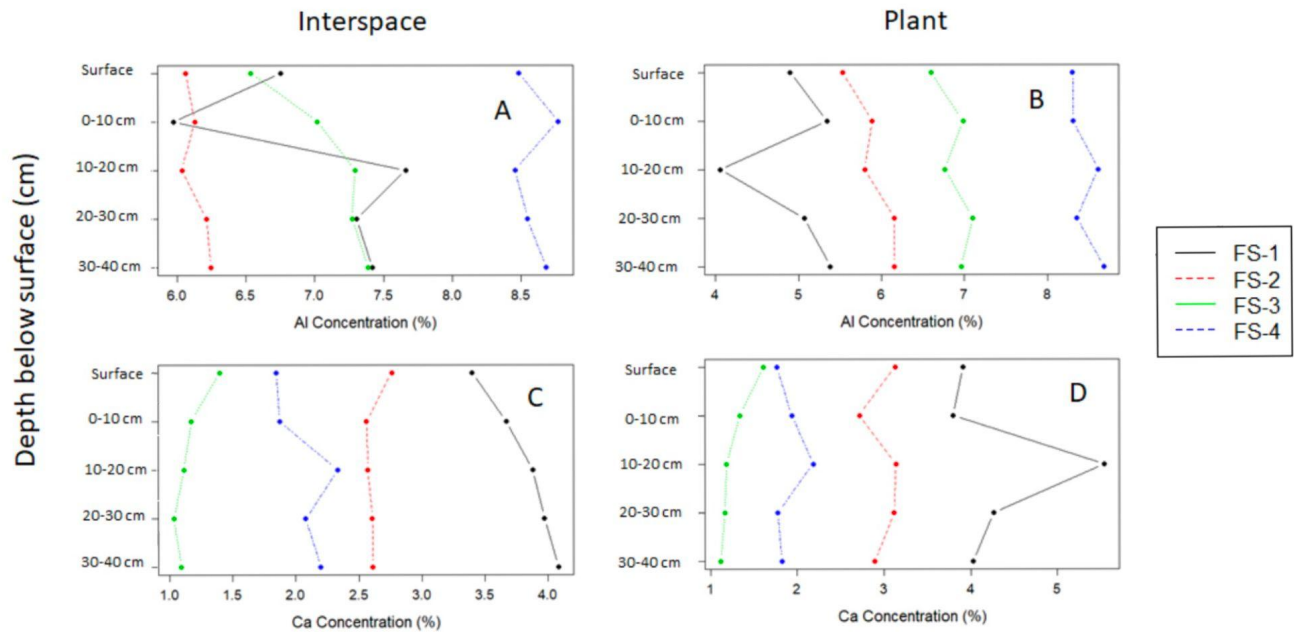 Interspace
Plant
Depth below surface (cm)
A
Surface
0-10 cm
10-20 cm
20-30 cm
30-40 cm
6.0 6.5 7.0 7.5 8.0 8.5
Al Concentration (%)
B
Surface
0-10 cm
10-20 cm
20-30 cm
30-40 cm
4 5 6 7 8
Al Concentration (%)
FS-1
FS-2
FS-3
FS-4
C
Surface
0-10 cm
10-20 cm
20-30 cm
30-40 cm
1.0 1.5 2.0 2.5 3.0 3.5 4.0
Ca Concentration (%)
D
Surface
0-10 cm
10-20 cm
20-30 cm
30-40 cm
1 2 3 4 5
Ca Concentration (%)